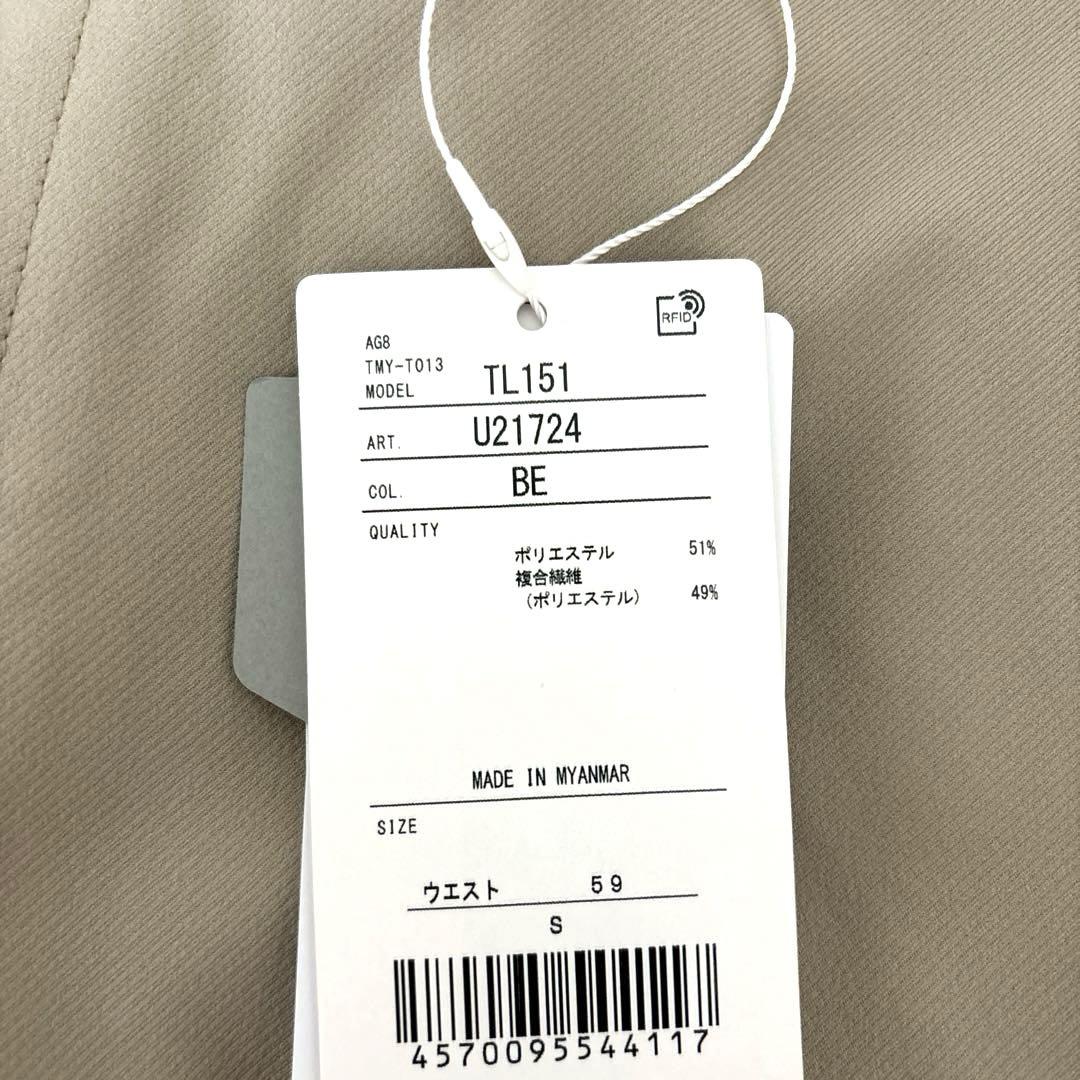 RFID
AG8
TMY-T013
MODEL TL151
ART. U21724
COL. BE
QUALITY
ポリエステル 51%
複合繊維
(ポリエステル) 49%
MADE IN MYANMAR
SIZE
ウエスト 59
S
4570095544117